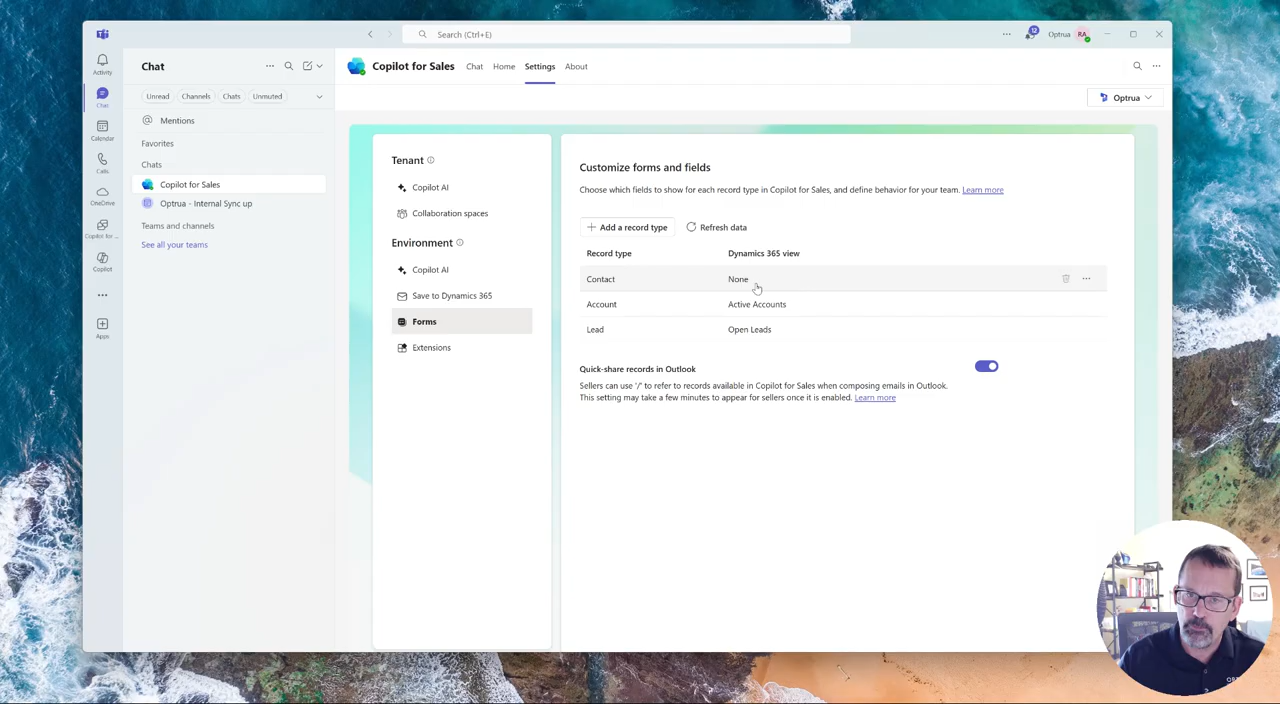 Search (Ctrl+E)
12
Optrua
RA
Activity
Chat
Calendar
Calls
OneDrive
Copilot for ...
Copilot
Apps
Chat
Unread
Channels
Chats
Unmuted
Mentions
Favorites
Chats
Copilot for Sales
Optrua - Internal Sync up
Teams and channels
See all your teams
Copilot for Sales
Chat
Home
Settings
About
Optrua
Tenant
Copilot AI
Collaboration spaces
Environment
Copilot AI
Save to Dynamics 365
Forms
Extensions
Customize forms and fields
Choose which fields to show for each record type in Copilot for Sales, and define behavior for your team. Learn more
Add a record type
Refresh data
Record type
Dynamics 365 view
Contact
None
Account
Active Accounts
Lead
Open Leads
Quick-share records in Outlook
Sellers can use '/' to refer to records available in Copilot for Sales when composing emails in Outlook.
This setting may take a few minutes to appear for sellers once it is enabled. Learn more